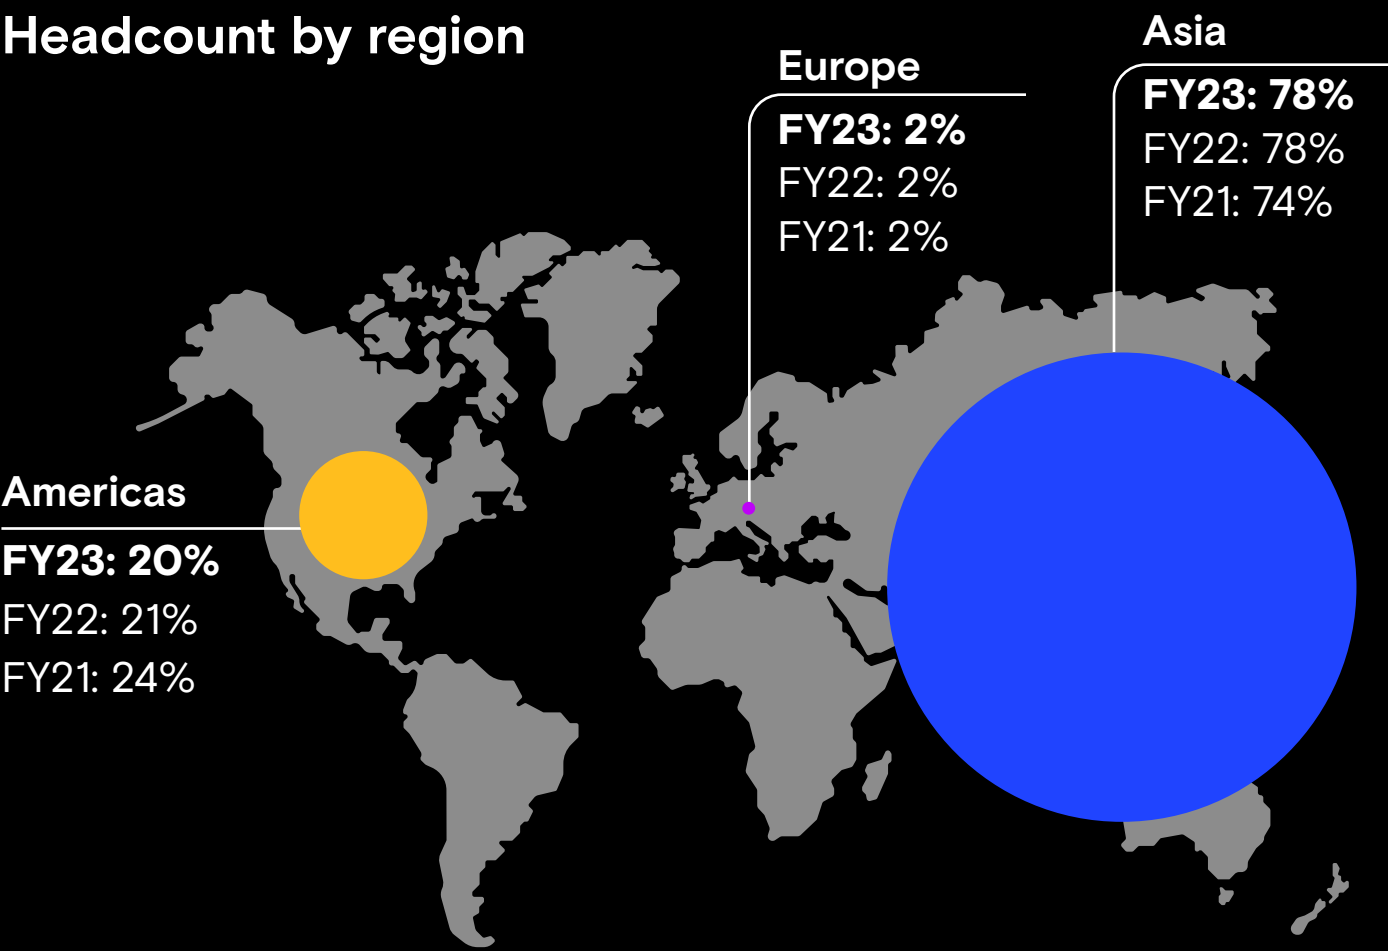 Headcount by region
Europe
FY23: 2%
FY22: 2%
FY21: 2%
Asia
FY23: 78%
FY22: 78%
FY21: 74%
Americas
FY23: 20%
FY22: 21%
FY21: 24%